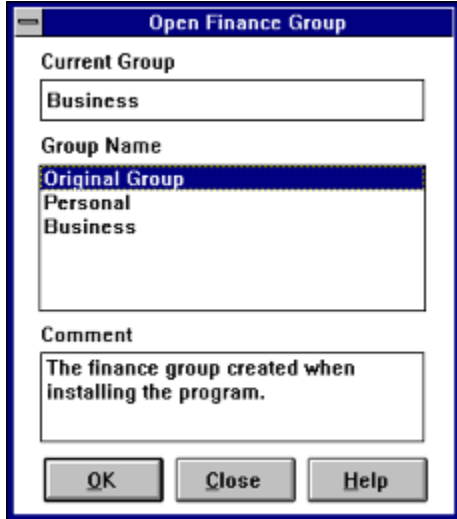 Open Finance Group
Current Group
Business
Group Name
Original Group
Personal
Business
Comment
The finance group created when
installing the program.
OK Close Help